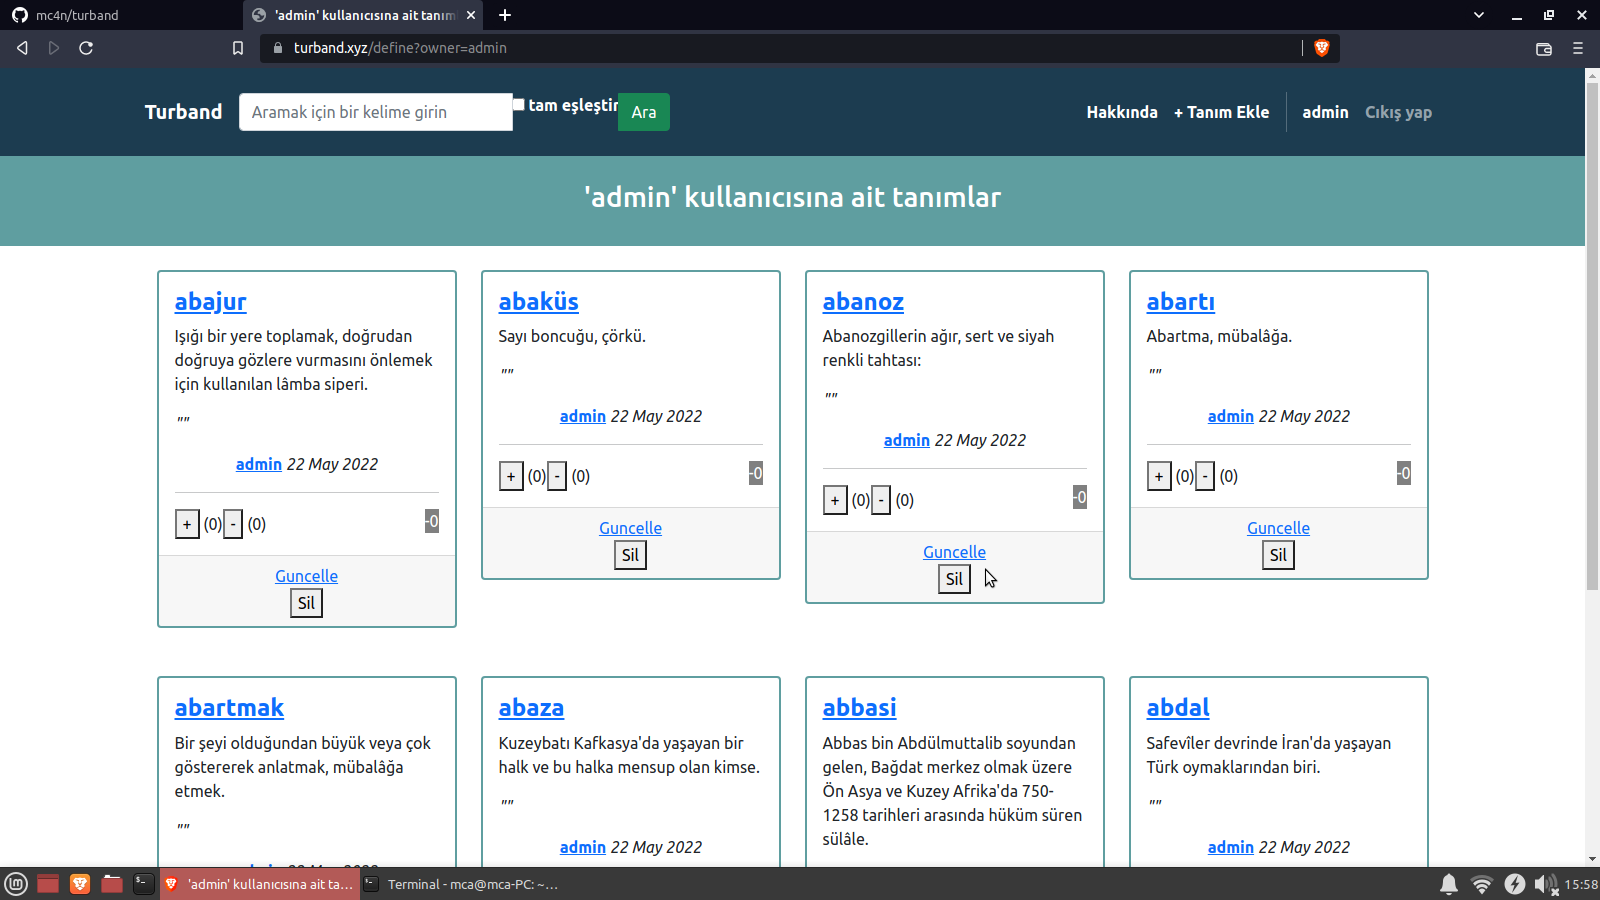 mc4n/turband
'admin' kullanıcısına ait tanım
turband.xyz/define?owner=admin
Turband
Aramak için bir kelime girin
tam eşleştir
Ara
Hakkında
+ Tanım Ekle
admin
Cıkış yap
'admin' kullanıcısına ait tanımlar
abajur
Işığı bir yere toplamak, doğrudan
doğruya gözlere vurmasını önlemek
için kullanılan lâmba siperi.
""
admin 22 May 2022
+ (0) - (0)
-0
Guncelle
Sil
abaküs
Sayı boncuğu, çörkü.
""
admin 22 May 2022
+ (0) - (0)
-0
Guncelle
Sil
abanoz
Abanozgillerin ağır, sert ve siyah
renkli tahtası:
""
admin 22 May 2022
+ (0) - (0)
-0
Guncelle
Sil
abartı
Abartma, mübalâğa.
""
admin 22 May 2022
+ (0) - (0)
-0
Guncelle
Sil
abartmak
Bir şeyi olduğundan büyük veya çok
göstererek anlatmak, mübalâğa
etmek.
""
abaza
Kuzeybatı Kafkasya'da yaşayan bir
halk ve bu halka mensup olan kimse.
""
admin 22 May 2022
abbasi
Abbas bin Abdülmuttalib soyundan
gelen, Bağdat merkez olmak üzere
Ön Asya ve Kuzey Afrika'da 750-
1258 tarihleri arasında hüküm süren
sülâle.
abdal
Safevîler devrinde İran'da yaşayan
Türk oymaklarından biri.
""
admin 22 May 2022
'admin' kullanıcısına ait ta...
Terminal - mca@mca-PC: ~...
15:58